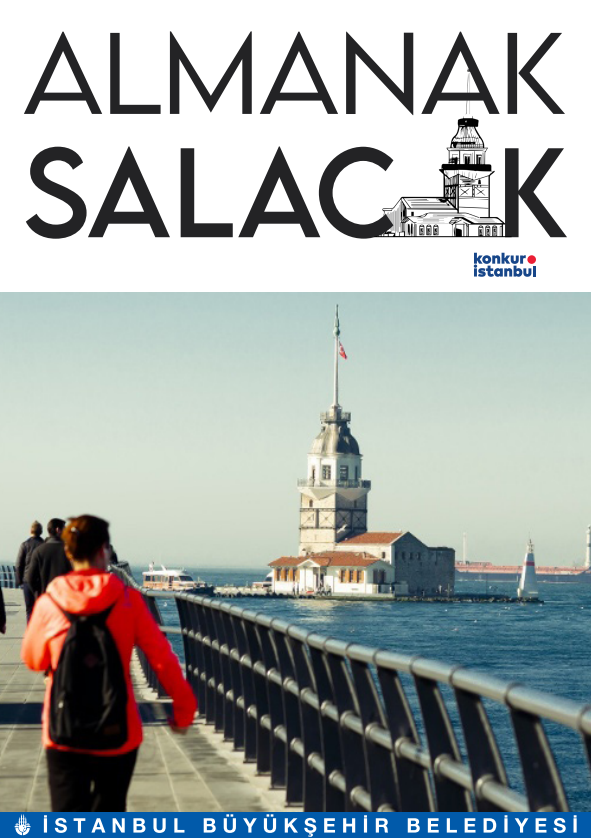 ALMANAK
SALACAK
konkur
istanbul
İSTANBUL BÜYÜKŞEHİR BELEDİYESİ